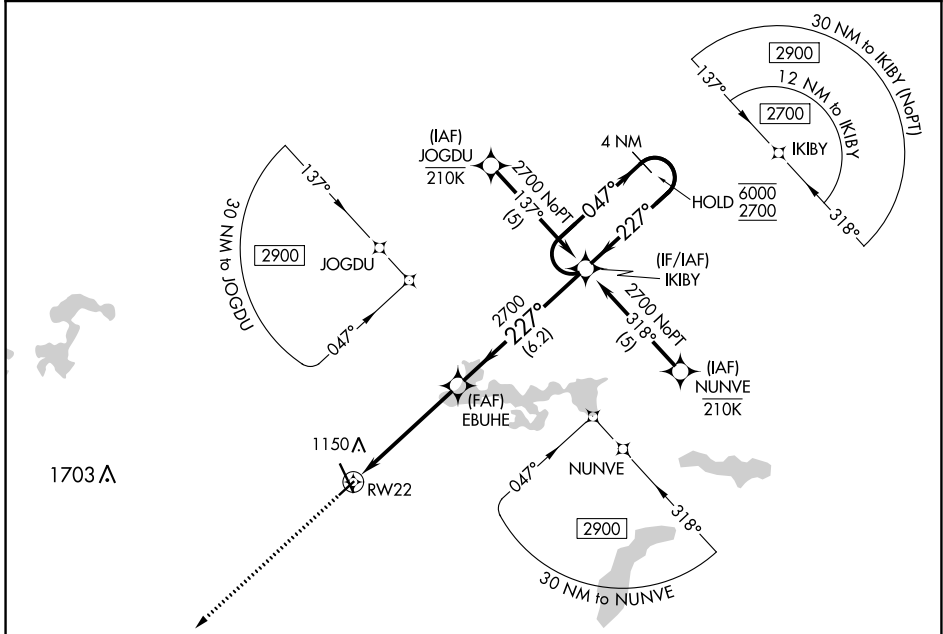 30 NM to IKIBY (NoPT)
2900
12 NM to IKIBY
137°
2700
IKIBY
318°
(IAF)
JOGDU
210K
2700 NoPT
137°
(5)
4 NM
047°
HOLD 6000
2700
227°
137°
30 NM to JOGDU
2900
JOGDU
047°
(IF/IAF)
IKIBY
2700 NoPT
318°
(5)
2700
227°
(6.2)
(IAF)
NUNVE
210K
(FAF)
EBUHE
1150
1703
RW22
NUNVE
047°
318°
2900
30 NM to NUNVE